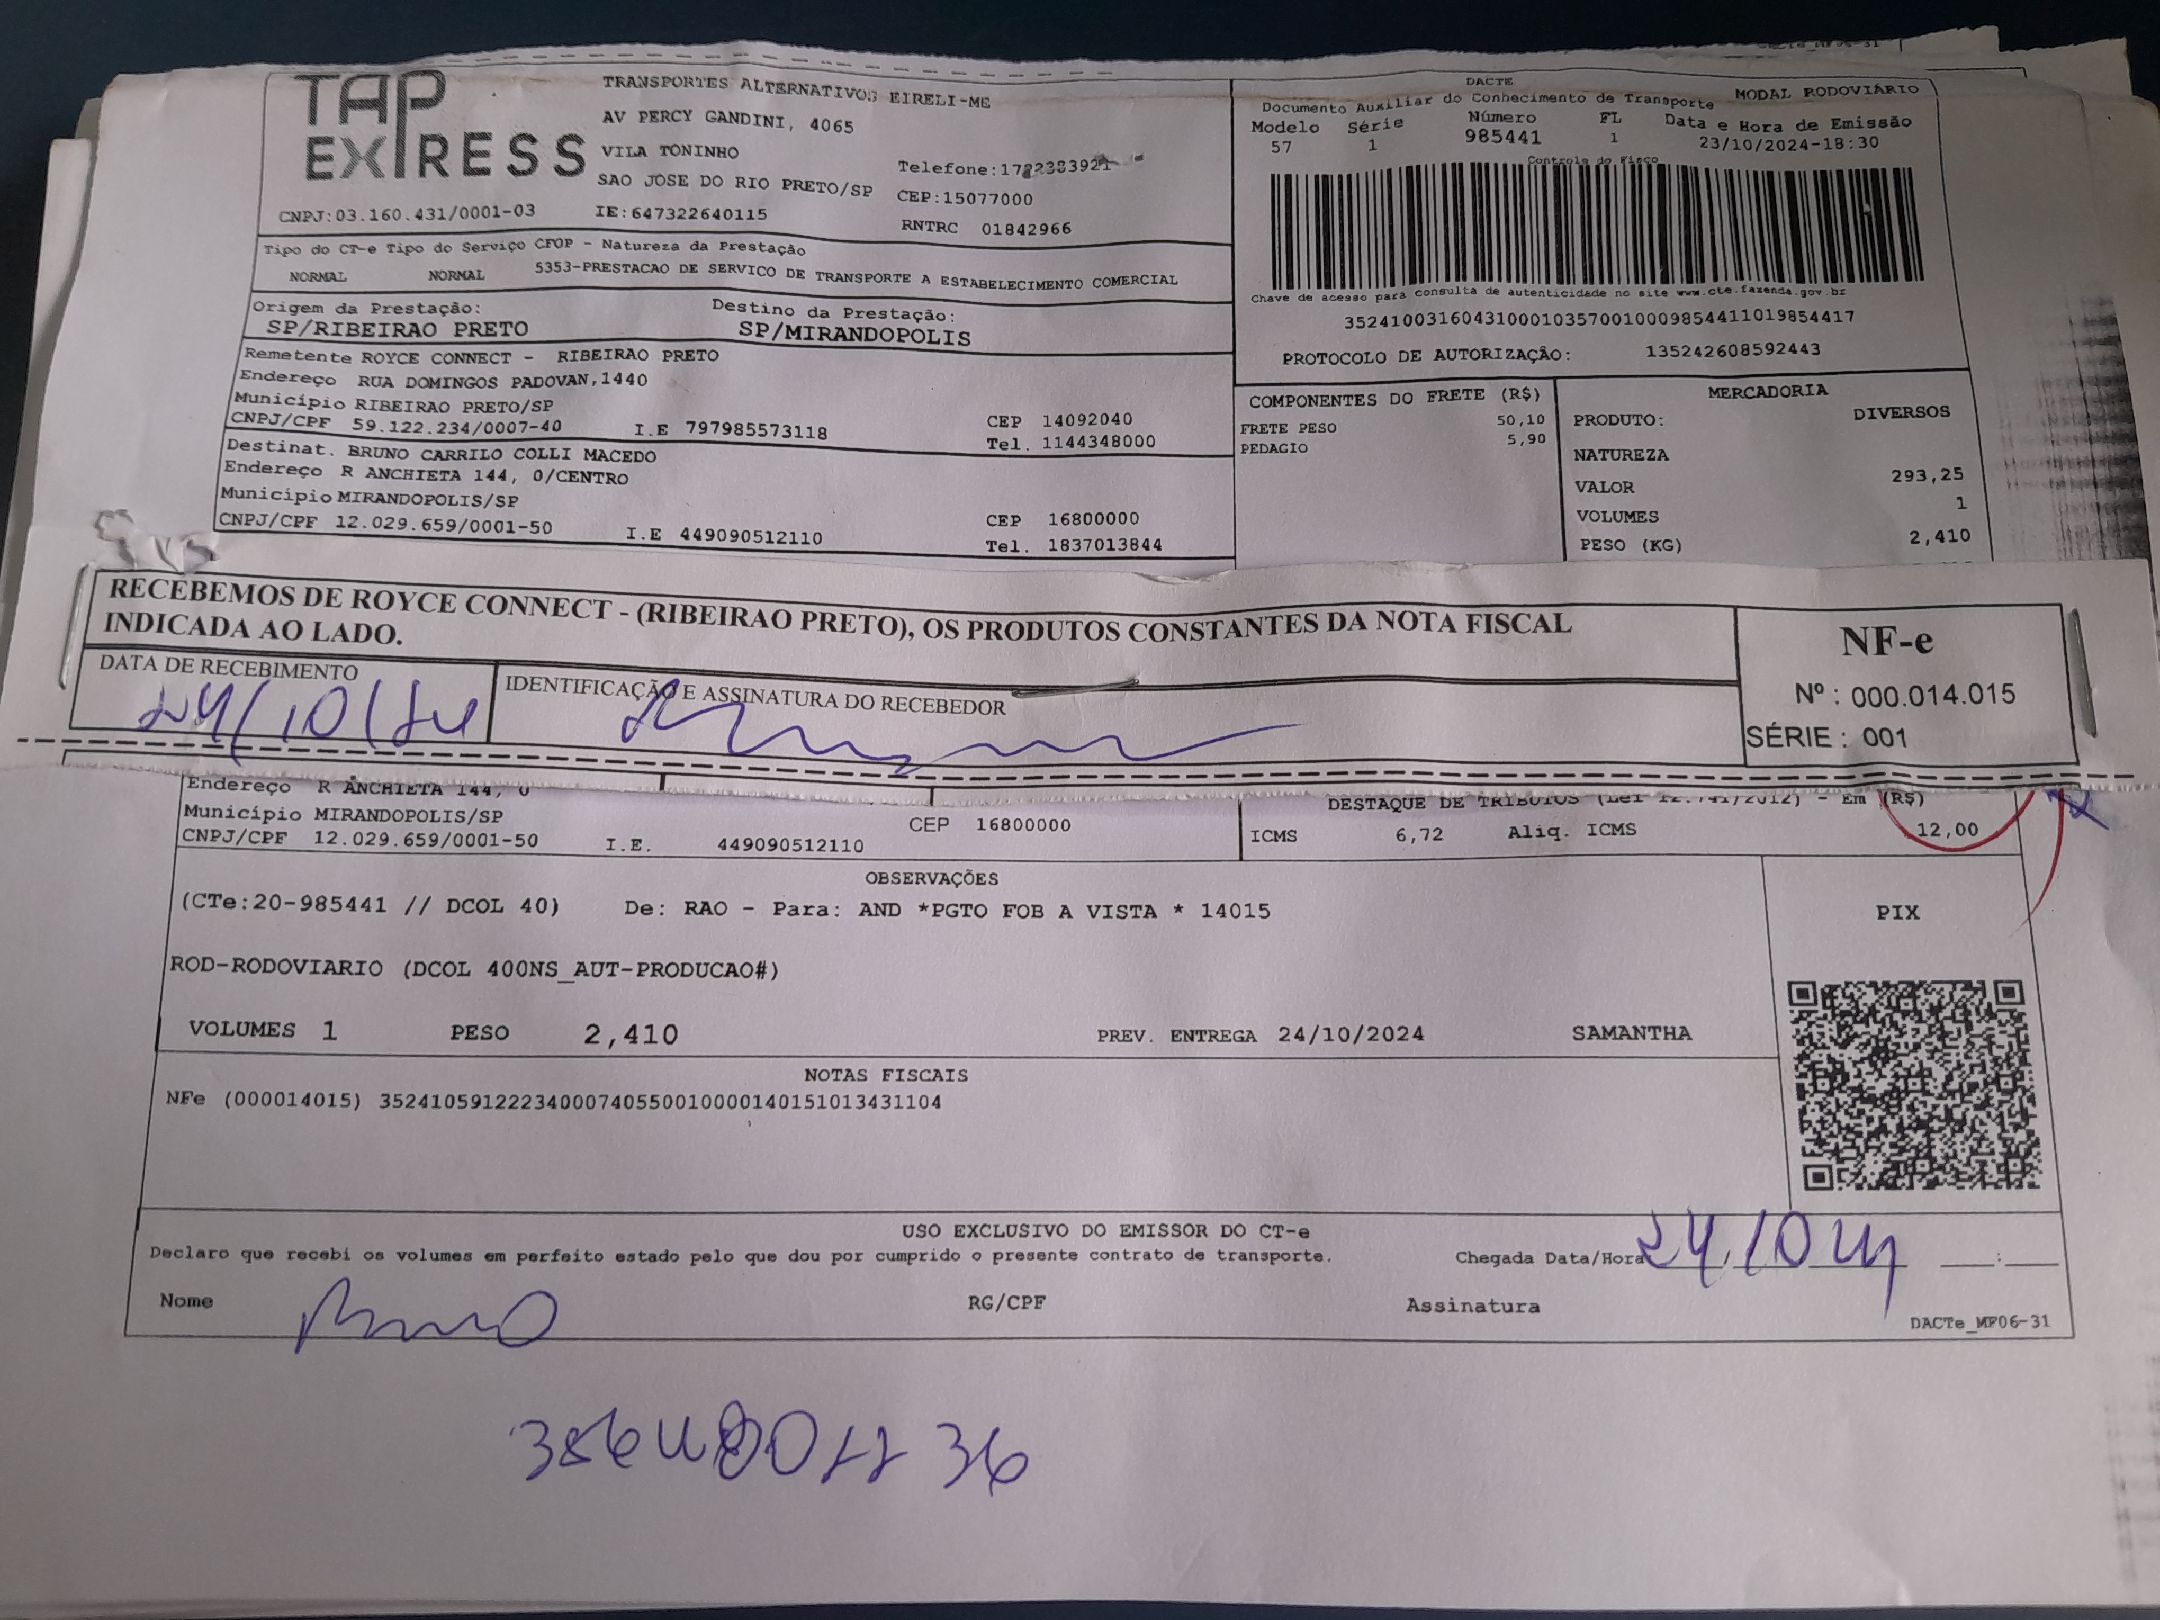 TAP EXPRESS
TRANSPORTES ALTERNATIVOS EIRELI-ME
AV PERCY GANDINI, 4065
VILA TONINHO
SAO JOSE DO RIO PRETO/SP
Telefone:
CEP:15077000
CNPJ:03.160.431/0001-03 IE:647322640115
RNTRC 01842966
DACTE
MODAL RODOVIÁRIO
Documento Auxiliar do Conhecimento de Transporte
Modelo Série Número FL Data e Hora de Emissão
57 1 985441 1 23/10/2024-18:30
Controle do Fisco
Chave de acesso para consulta de autenticidade no site www.cte.fazenda.gov.br
35241003160431000103570010009854411019854417
PROTOCOLO DE AUTORIZAÇÃO: 135242608592443
Tipo do CT-e Tipo do Serviço CFOP - Natureza da Prestação
NORMAL NORMAL 5353-PRESTACAO DE SERVICO DE TRANSPORTE A ESTABELECIMENTO COMERCIAL
Origem da Prestação: Destino da Prestação:
SP/RIBEIRAO PRETO SP/MIRANDOPOLIS
Remetente ROYCE CONNECT - RIBEIRAO PRETO
Endereço RUA DOMINGOS PADOVAN,1440
Município RIBEIRAO PRETO/SP CEP 14092040
CNPJ/CPF 59.122.234/0007-40 I.E 797985573118 Tel. 1144348000
Destinat. BRUNO CARRILO COLLI MACEDO
Endereço R ANCHIETA 144, 0/CENTRO
Município MIRANDOPOLIS/SP CEP 16800000
CNPJ/CPF 12.029.659/0001-50 I.E 449090512110 Tel. 1837013844
COMPONENTES DO FRETE (R$)
FRETE PESO 50,10
PEDAGIO 5,90
MERCADORIA
PRODUTO: DIVERSOS
NATUREZA
VALOR 293,25
VOLUMES 1
PESO (KG) 2,410
RECEBEMOS DE ROYCE CONNECT - (RIBEIRAO PRETO), OS PRODUTOS CONSTANTES DA NOTA FISCAL
INDICADA AO LADO.
DATA DE RECEBIMENTO
24/10/24
IDENTIFICAÇÃO E ASSINATURA DO RECEBEDOR
NF-e
Nº : 000.014.015
SÉRIE : 001
Endereço R ANCHIETA 144, 0
Município MIRANDOPOLIS/SP CEP 16800000
CNPJ/CPF 12.029.659/0001-50 I.E. 449090512110
DESTAQUE DE TRIBUTOS (Lei 12.741/2012) - Em (R$)
ICMS 6,72 Aliq. ICMS 12,00
OBSERVAÇÕES
(CTe:20-985441 // DCOL 40) De: RAO - Para: AND *PGTO FOB A VISTA * 14015
ROD-RODOVIARIO (DCOL 400NS_AUT-PRODUCAO#)
VOLUMES 1 PESO 2,410 PREV. ENTREGA 24/10/2024 SAMANTHA
PIX
NOTAS FISCAIS
NFe (000014015) 35241059122234000740550010000140151013431104
USO EXCLUSIVO DO EMISSOR DO CT-e
Declaro que recebi os volumes em perfeito estado pelo que dou por cumprido o presente contrato de transporte.
Chegada Data/Hora 24/10 24 :
Nome Bruno RG/CPF Assinatura
DACTe_MF06-31